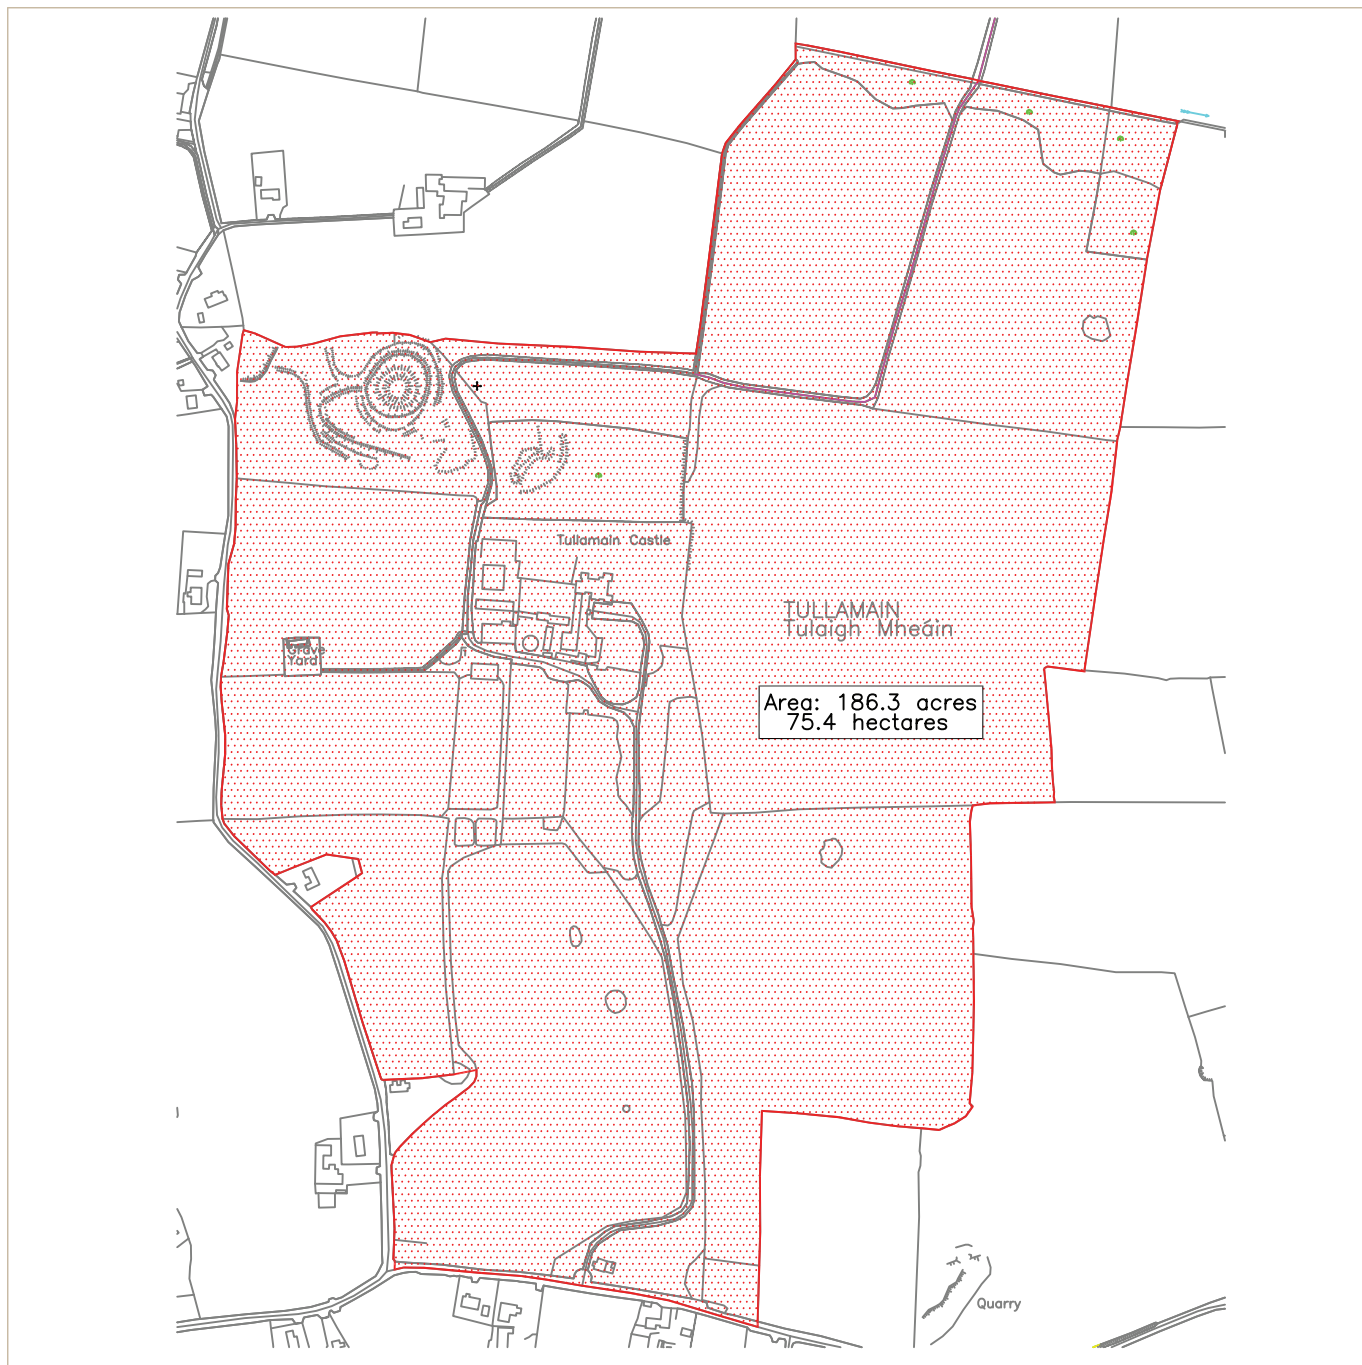 Tullamain Castle
TULLAMAIN
Tulaigh Mheáin
Grave
Yard
Area: 186.3 acres
75.4 hectares
Quarry